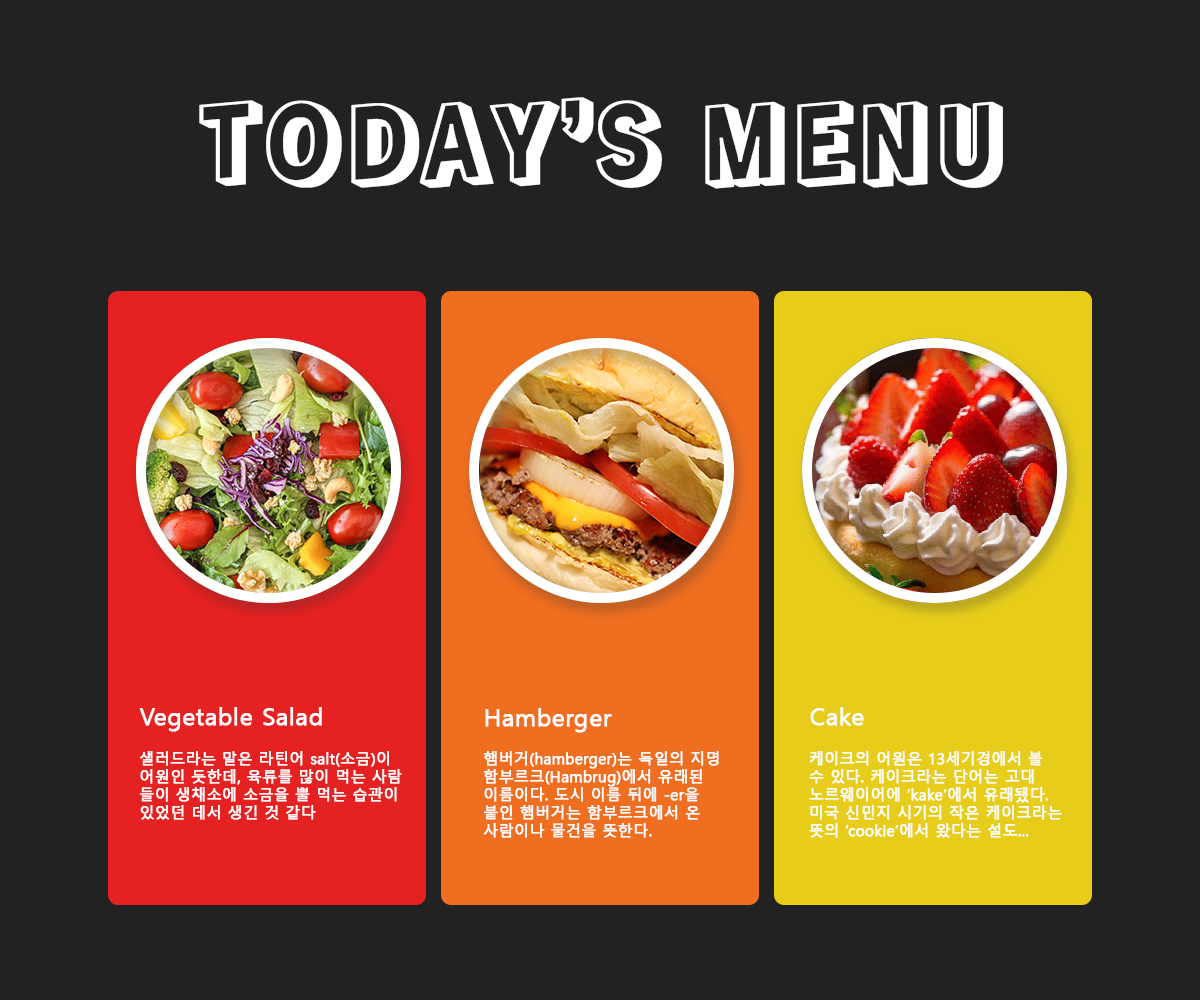 TODAY'S MENU
Vegetable Salad
샐러드라는 말은 라틴어 salt(소금)이
어원인 듯한데, 육류를 많이 먹는 사람
들이 생채소에 소금을 뿔 먹는 습관이
있었던 데서 생긴 것 같다
Hamberger
햄버거(hamberger)는 독일의 지명
함부르크(Hambrug)에서 유래된
이름이다. 도시 이름 뒤에 -er을
붙인 햄버거는 함부르크에서 온
사람이나 물건을 뜻한다.
Cake
케이크의 어원은 13세기경에서 볼
수 있다. 케이크라는 단어는 고대
노르웨이어에 ‘kake’에서 유래됐다.
미국 신민지 시기의 작은 케이크라는
뜻의 ‘cookie’에서 왔다는 설도...